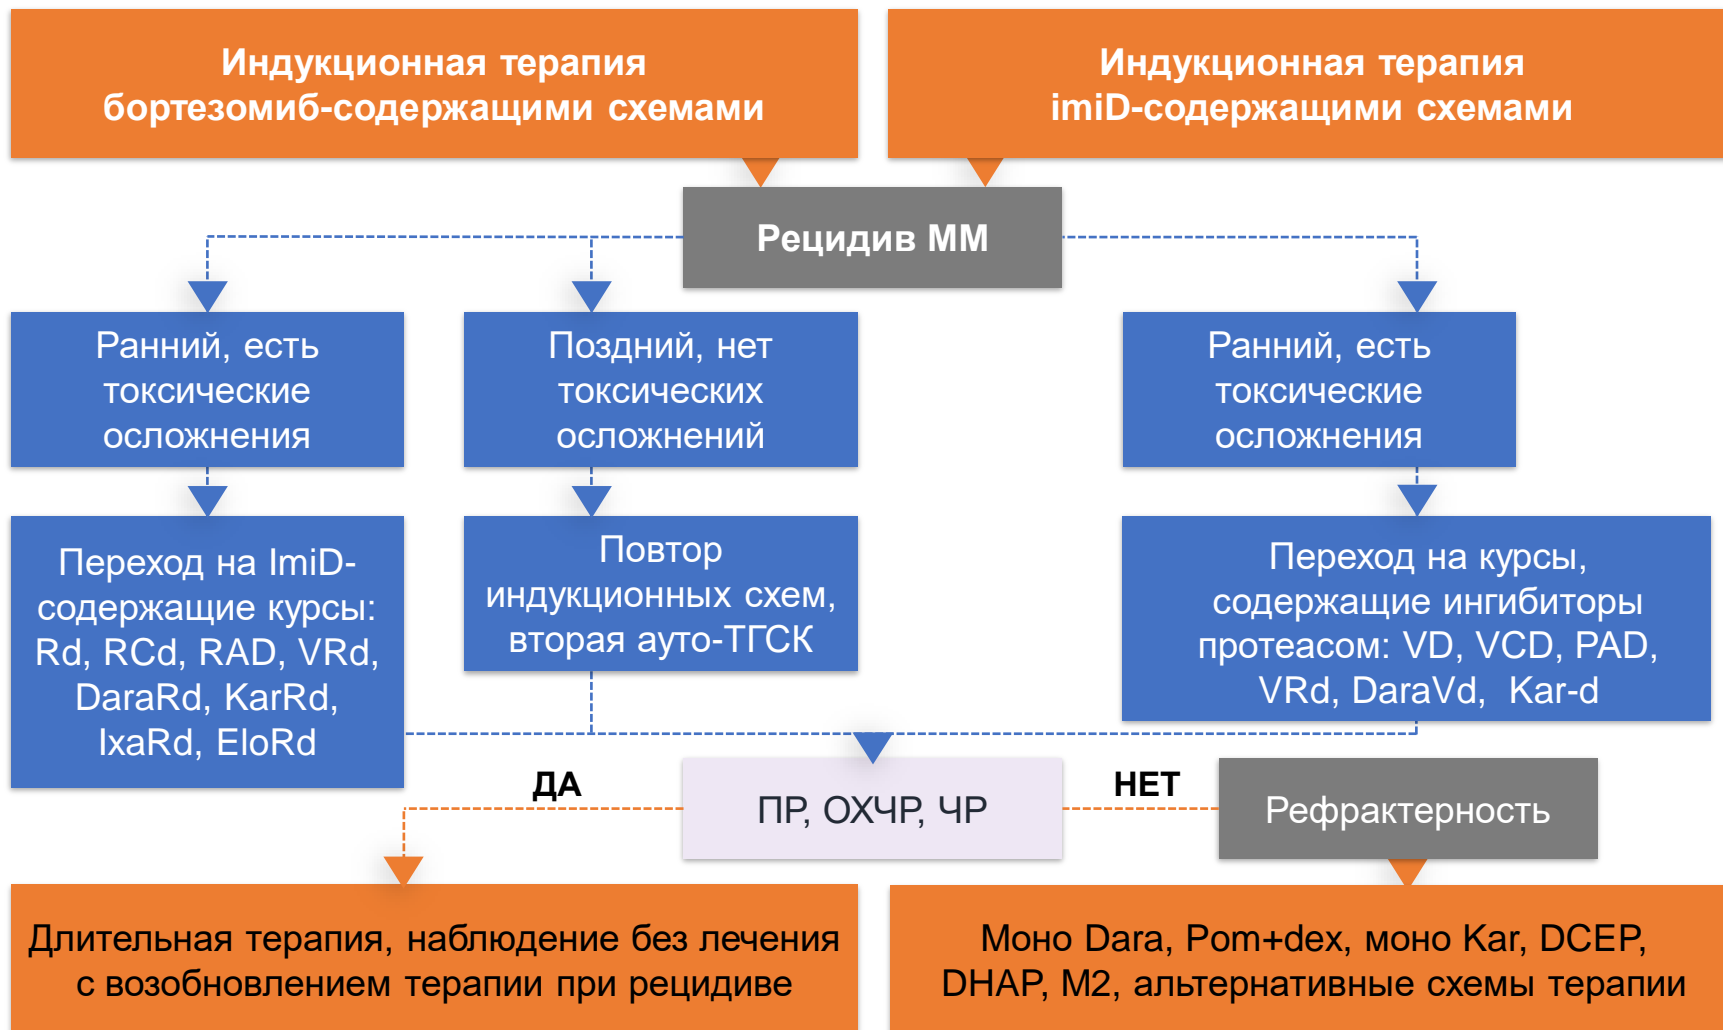 Индукционная терапия
бортезомиб-содержащими схемами
Индукционная терапия
imiD-содержащими схемами
Рецидив ММ
Ранний, есть
токсические
осложнения
Поздний, нет
токсических
осложнений
Ранний, есть
токсические
осложнения
Переход на ImiD-
содержащие курсы:
Rd, RCd, RAD, VRd,
DaraRd, KarRd,
IxaRd, EloRd
Повтор
индукционных схем,
вторая ауто-ТГСК
Переход на курсы,
содержащие ингибиторы
протеасом: VD, VCD, PAD,
VRd, DaraVd, Kar-d
ДА
ПР, ОХЧР, ЧР
НЕТ
Рефрактерность
Длительная терапия, наблюдение без лечения
с возобновлением терапии при рецидиве
Моно Dara, Pom+dex, моно Kar, DCEP,
DHAP, M2, альтернативные схемы терапии